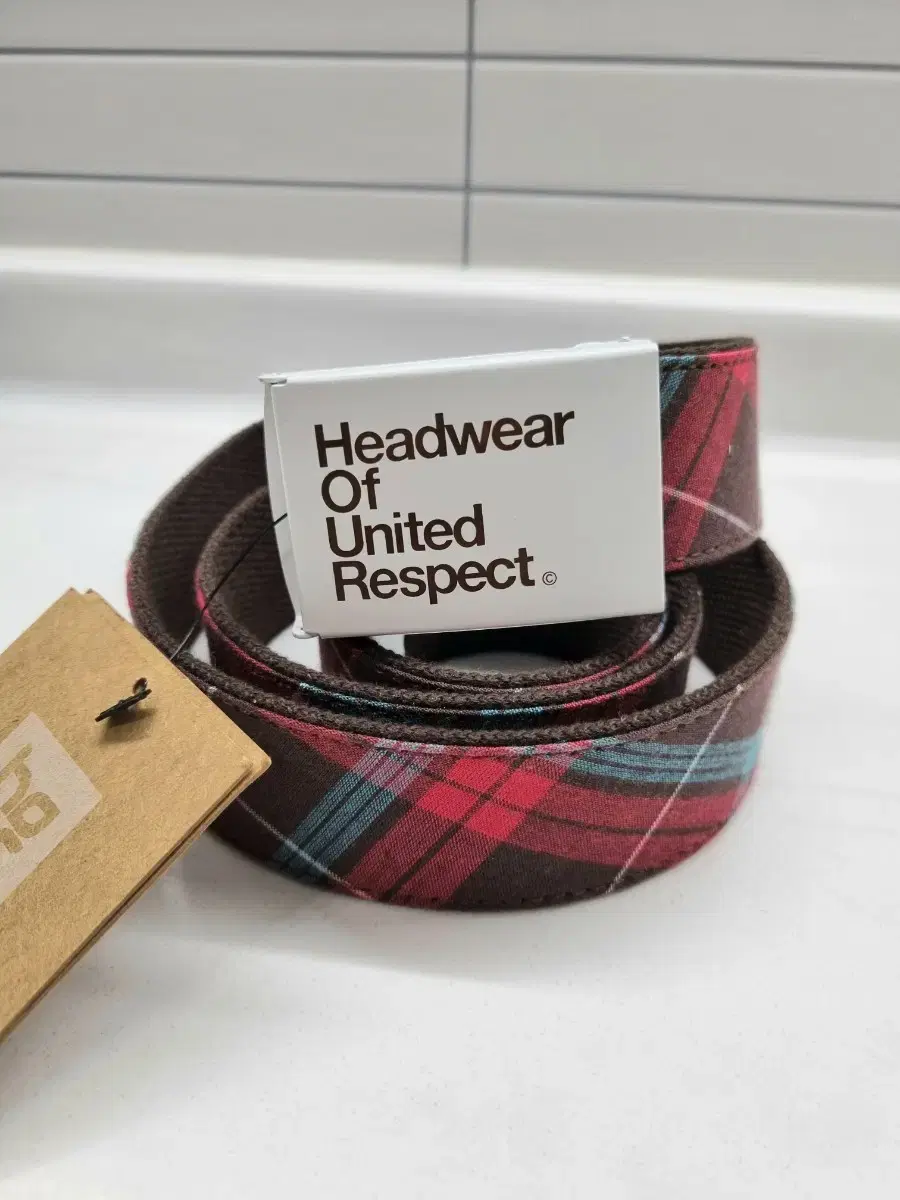 Headwear
Of
United
Respect ©